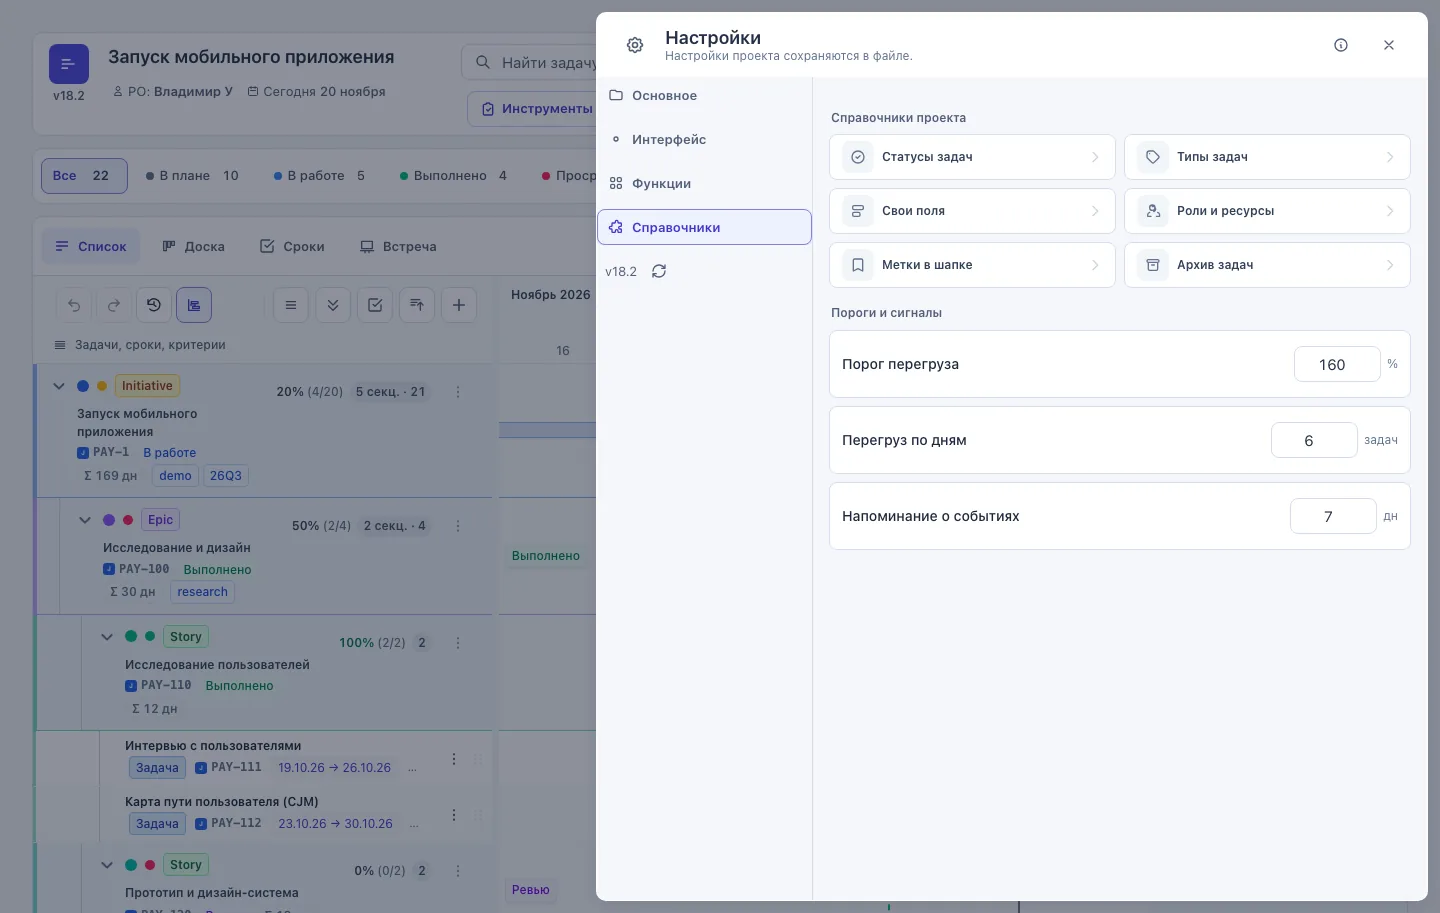 Запуск мобильного приложения
v18.2
PO: Владимир У
Сегодня 20 ноября
Найти задачу
Инструменты
Все 22
В плане 10
В работе 5
Выполнено 4
Список
Доска
Сроки
Встреча
Ноябрь 2026
Задачи, сроки, критерии
16
Initiative
20% (4/20)
5 секц. · 21
Запуск мобильного
приложения
PAY-1
В работе
Σ 169 дн
demo
26Q3
Epic
50% (2/4)
2 секц. · 4
Исследование и дизайн
PAY-100
Выполнено
Σ 30 дн
research
Выполнено
Story
100% (2/2)
2
Исследование пользователей
PAY-110
Выполнено
Σ 12 дн
Интервью с пользователями
Задача
PAY-111
19.10.26 → 26.10.26
...
Карта пути пользователя (CJM)
Задача
PAY-112
23.10.26 → 30.10.26
...
Story
0% (0/2)
2
Прототип и дизайн-система
Ревью
Настройки
Настройки проекта сохраняются в файле.
Основное
Интерфейс
Функции
Справочники
v18.2
Справочники проекта
Статусы задач
Типы задач
Свои поля
Роли и ресурсы
Метки в шапке
Архив задач
Пороги и сигналы
Порог перегруза
160 %
Перегруз по дням
6 задач
Напоминание о событиях
7 дн